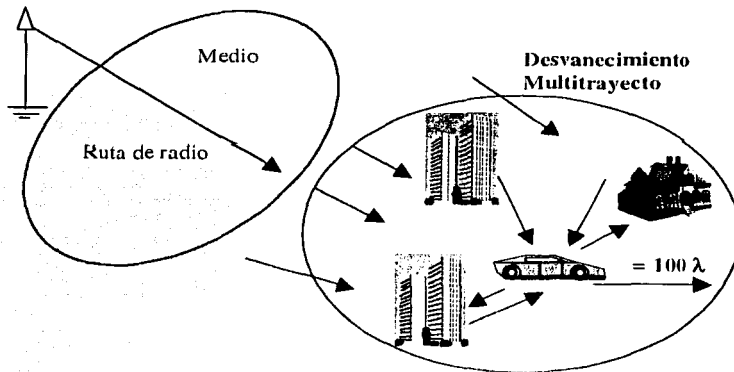 Medio
Ruta de radio
Desvanecimiento
Multitrayecto
= 100 λ